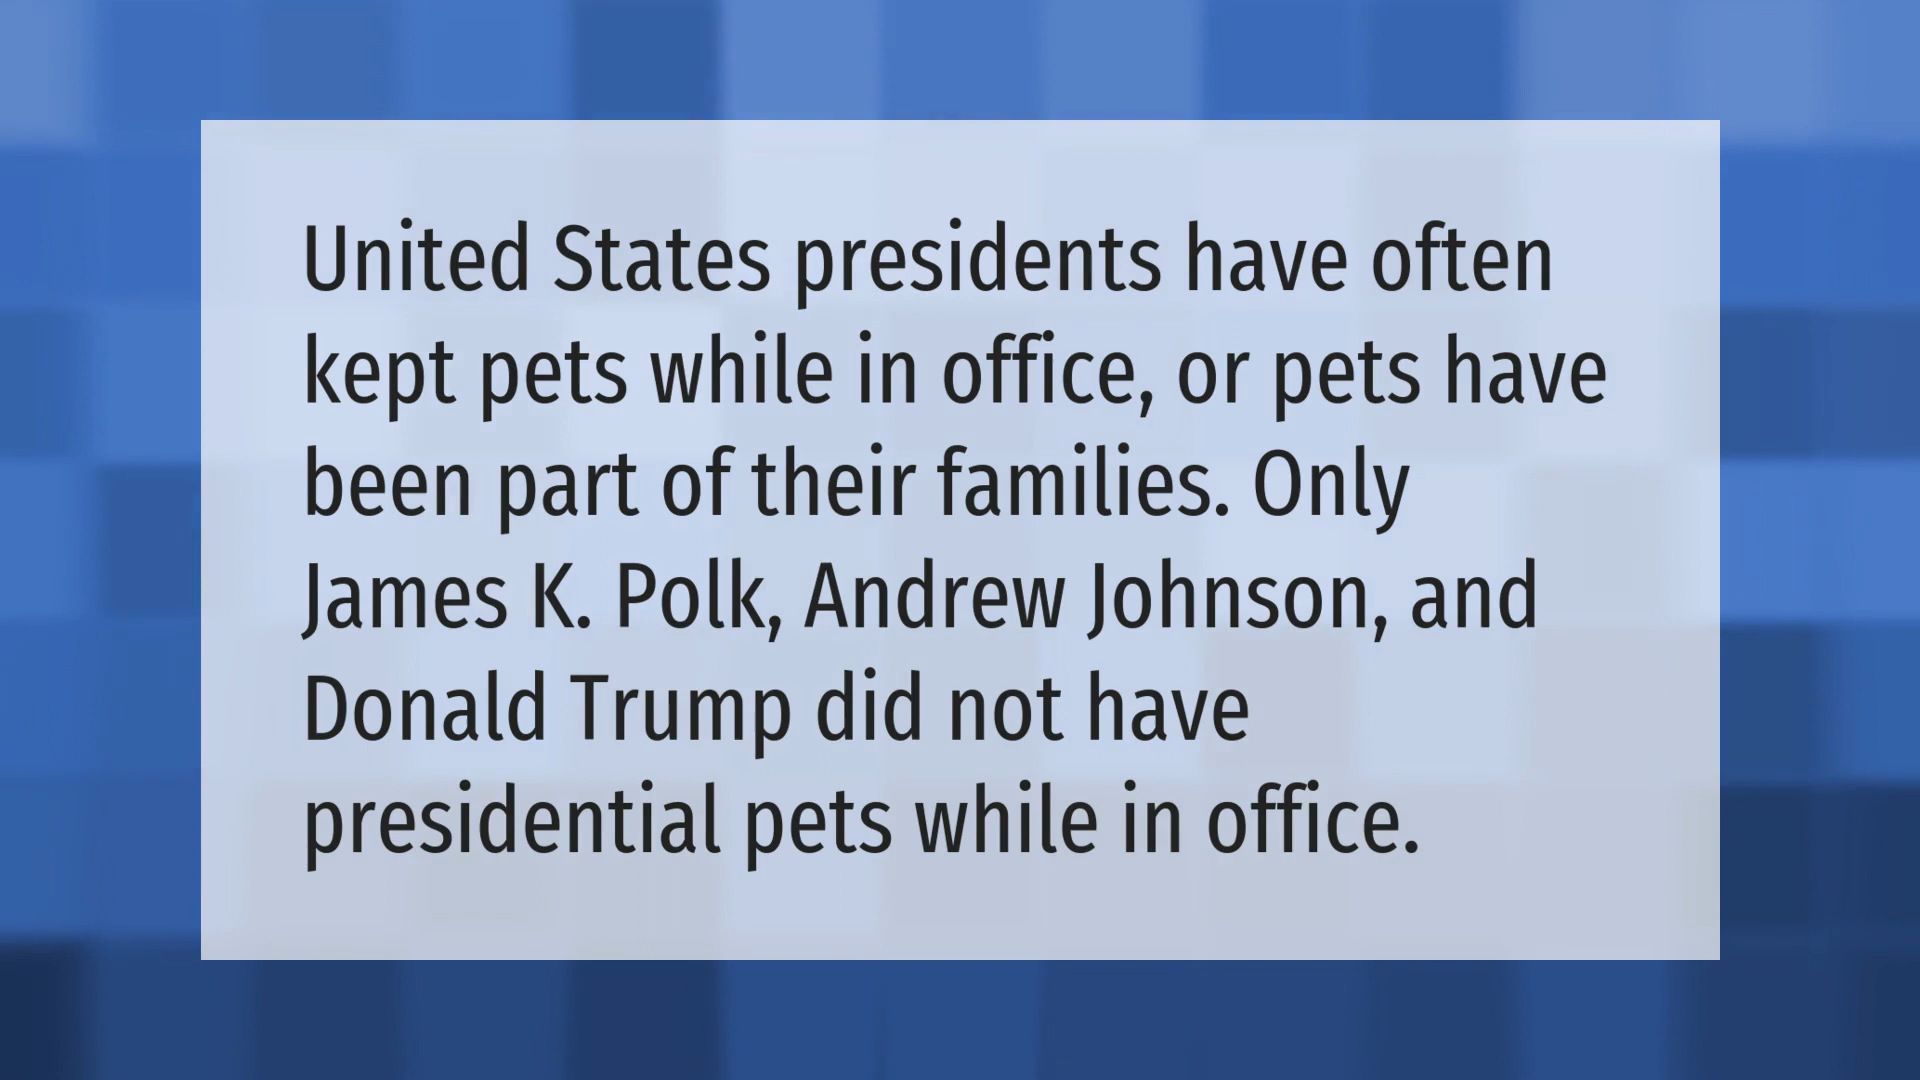 United States presidents have often
kept pets while in office, or pets have
been part of their families. Only
James K. Polk, Andrew Johnson, and
Donald Trump did not have
presidential pets while in office.